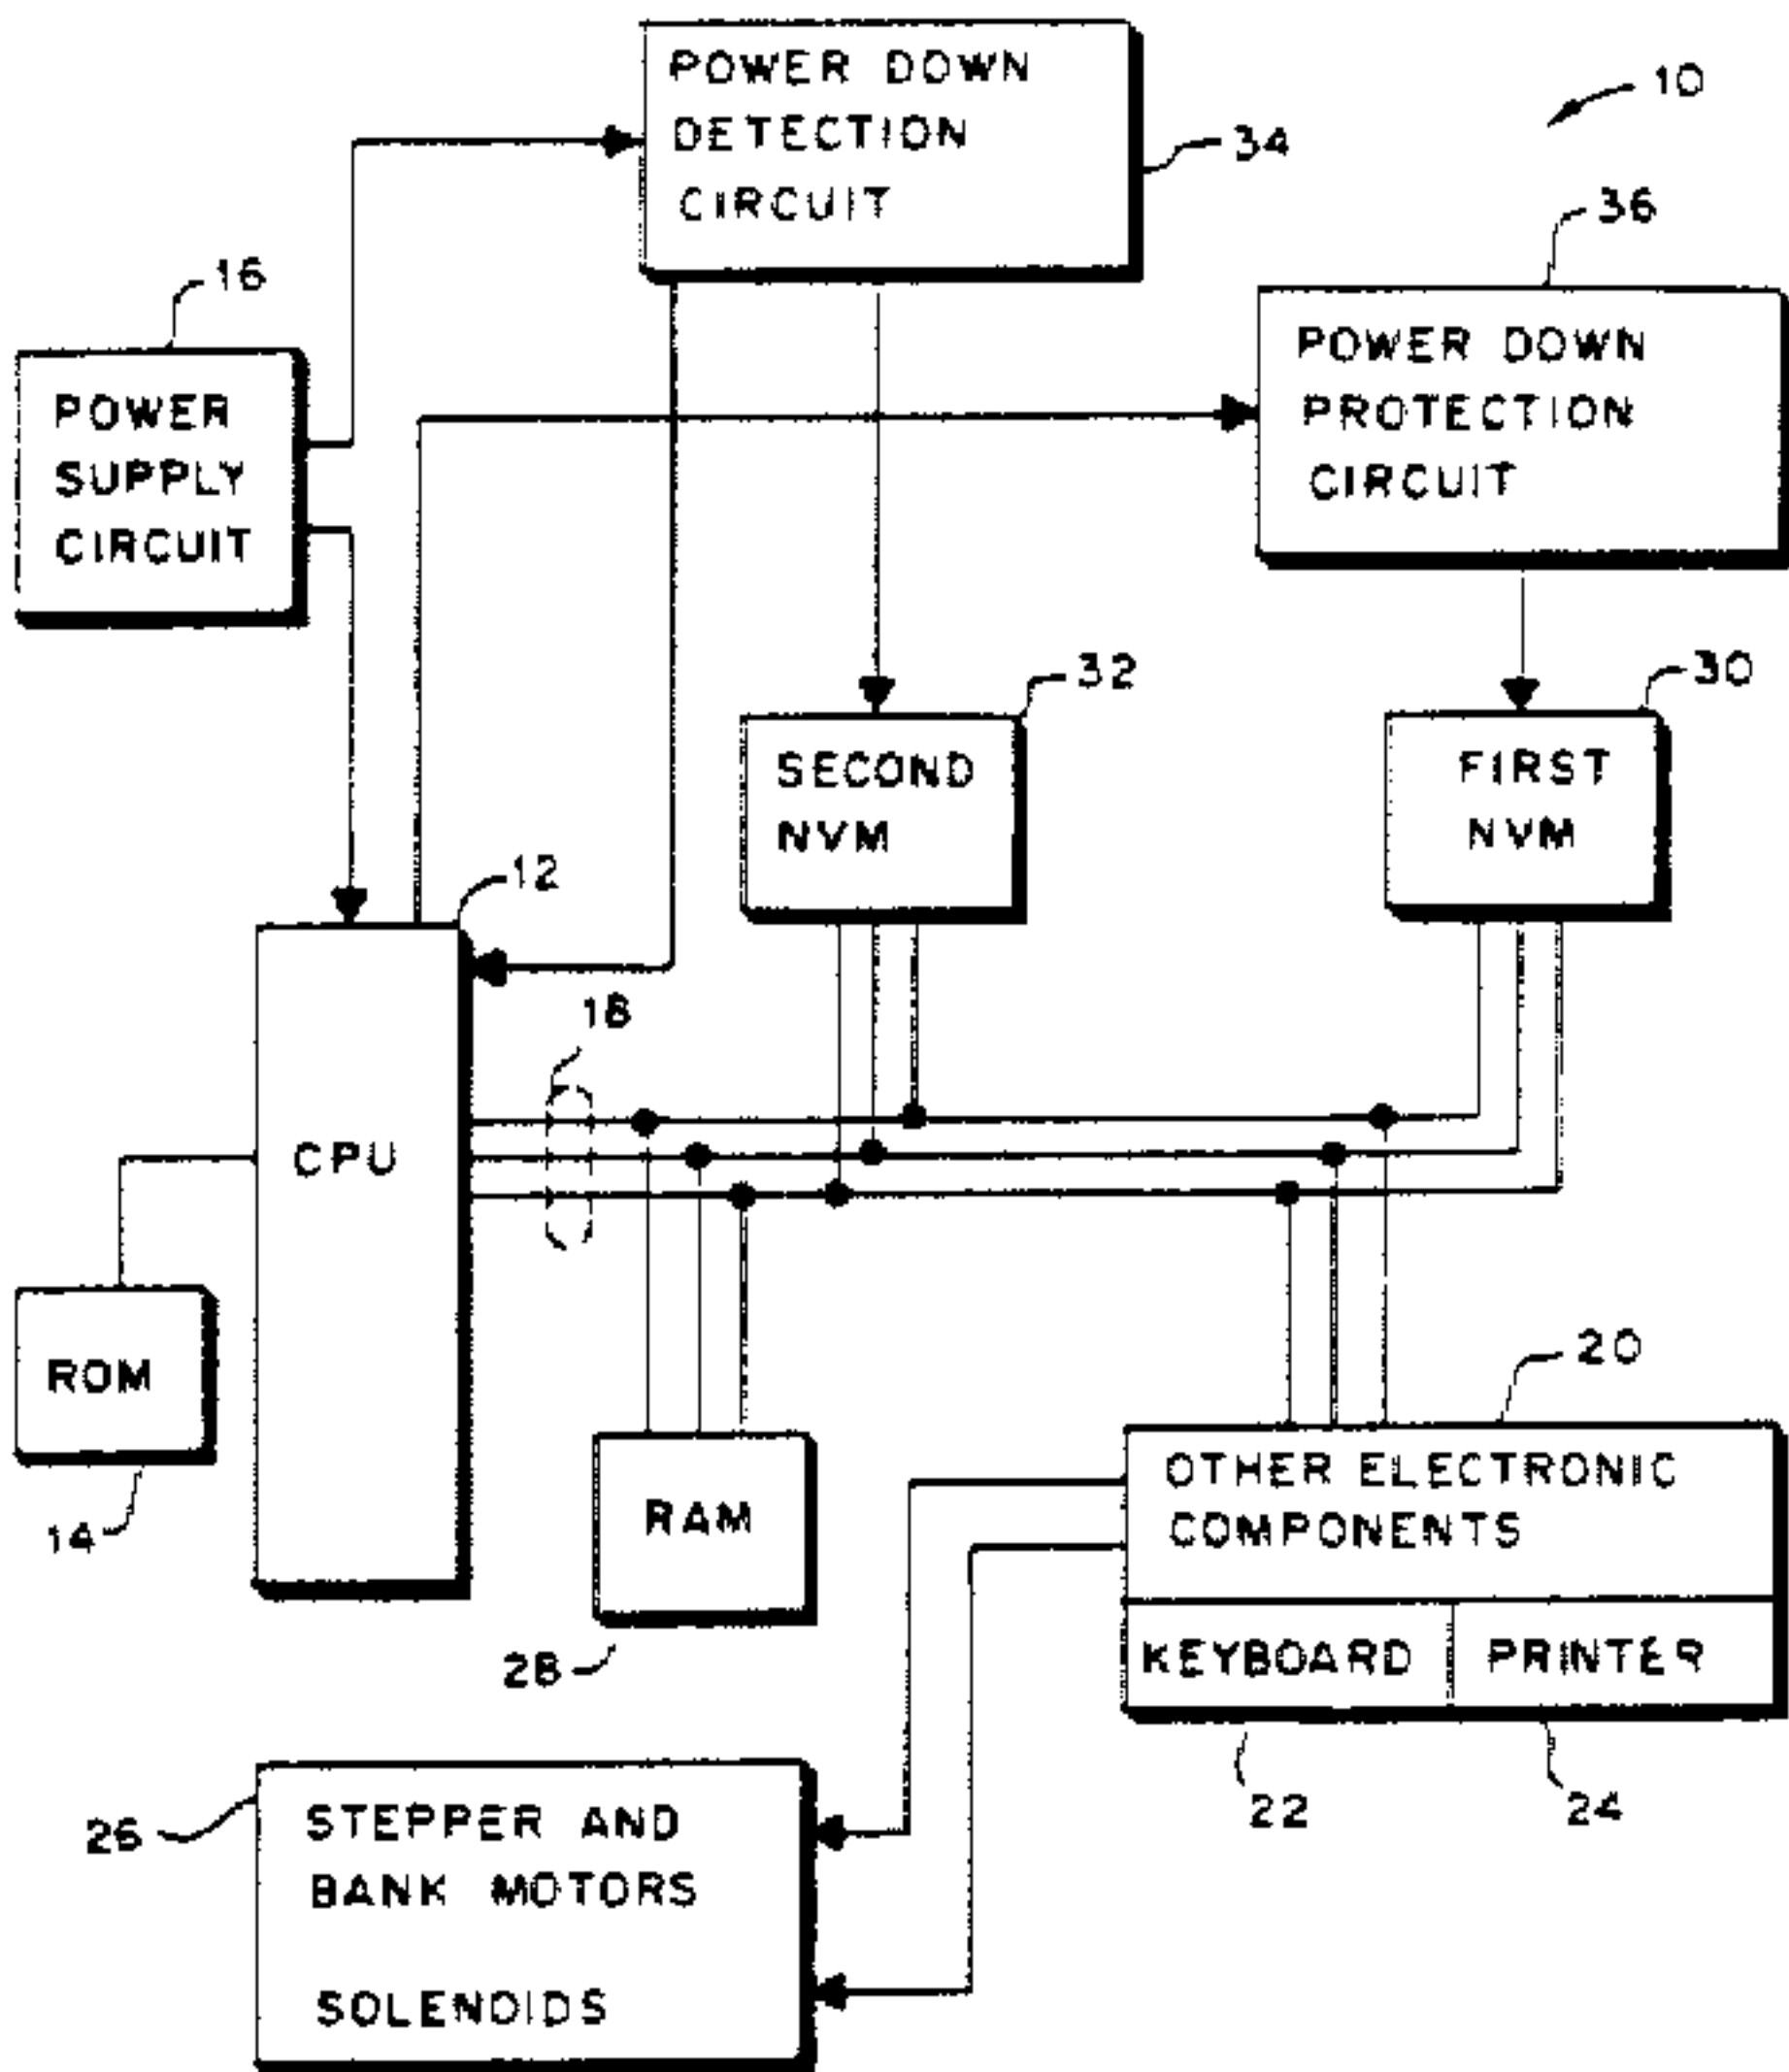 POWER DOWN
DETECTION
CIRCUIT
10
34
36
16
POWER DOWN
PROTECTION
CIRCUIT
POWER
SUPPLY
CIRCUIT
32
30
SECOND
NVM
FIRST
NVM
12
18
CPU
ROM
14
20
OTHER ELECTRONIC
COMPONENTS
RAM
28
KEYBOARD
PRINTER
22
24
26
STEPPER AND
BANK MOTORS
SOLENOIDS